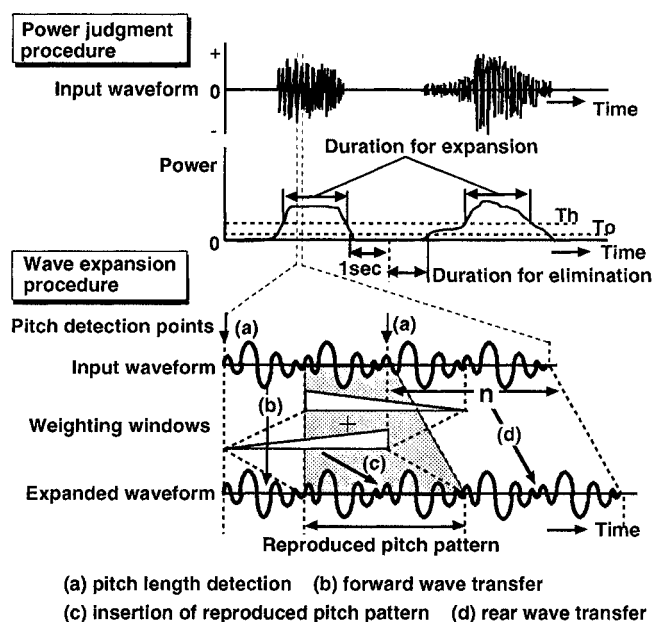 Power judgment
procedure
+
Input waveform 0
Time
-
Power
Duration for expansion
Th
Tp
0
Time
1sec
Duration for elimination
Wave expansion
procedure
Pitch detection points (a) (a)
Input waveform
n
(b)
Weighting windows
+
(d)
(c)
Expanded waveform
Time
Reproduced pitch pattern
(a) pitch length detection (b) forward wave transfer
(c) insertion of reproduced pitch pattern (d) rear wave transfer